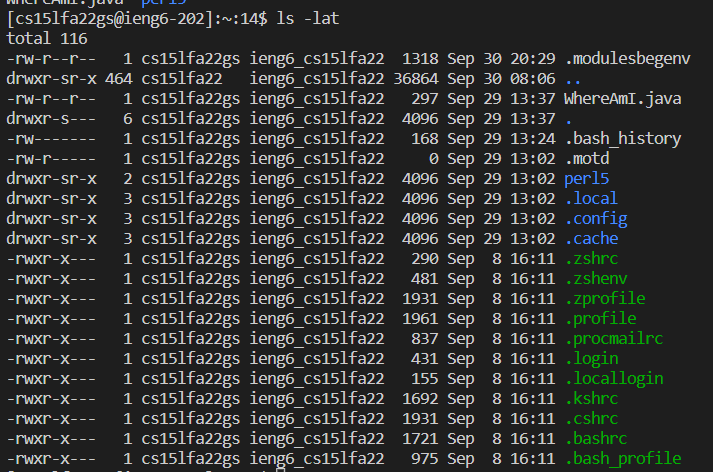 WhereAmI.java  perl5
[cs15lfa22gs@ieng6-202]:~:14$ ls -lat
total 116
-rw-r--r--   1 cs15lfa22gs ieng6_cs15lfa22  1318 Sep 30 20:29 .modulesbegenv
drwxr-sr-x 464 cs15lfa22   ieng6_cs15lfa22 36864 Sep 30 08:06 ..
-rw-r--r--   1 cs15lfa22gs ieng6_cs15lfa22   297 Sep 29 13:37 WhereAmI.java
drwxr-s---   6 cs15lfa22gs ieng6_cs15lfa22  4096 Sep 29 13:37 .
-rw-------   1 cs15lfa22gs ieng6_cs15lfa22   168 Sep 29 13:24 .bash_history
-rw-r-----   1 cs15lfa22gs ieng6_cs15lfa22     0 Sep 29 13:02 .motd
drwxr-sr-x   2 cs15lfa22gs ieng6_cs15lfa22  4096 Sep 29 13:02 perl5
drwxr-sr-x   3 cs15lfa22gs ieng6_cs15lfa22  4096 Sep 29 13:02 .local
drwxr-sr-x   3 cs15lfa22gs ieng6_cs15lfa22  4096 Sep 29 13:02 .config
drwxr-sr-x   3 cs15lfa22gs ieng6_cs15lfa22  4096 Sep 29 13:02 .cache
-rwxr-x---   1 cs15lfa22gs ieng6_cs15lfa22   290 Sep  8 16:11 .zshrc
-rwxr-x---   1 cs15lfa22gs ieng6_cs15lfa22   481 Sep  8 16:11 .zshenv
-rwxr-x---   1 cs15lfa22gs ieng6_cs15lfa22  1931 Sep  8 16:11 .zprofile
-rwxr-x---   1 cs15lfa22gs ieng6_cs15lfa22  1961 Sep  8 16:11 .profile
-rwxr-x---   1 cs15lfa22gs ieng6_cs15lfa22   837 Sep  8 16:11 .procmailrc
-rwxr-x---   1 cs15lfa22gs ieng6_cs15lfa22   431 Sep  8 16:11 .login
-rwxr-x---   1 cs15lfa22gs ieng6_cs15lfa22   155 Sep  8 16:11 .locallogin
-rwxr-x---   1 cs15lfa22gs ieng6_cs15lfa22  1692 Sep  8 16:11 .kshrc
-rwxr-x---   1 cs15lfa22gs ieng6_cs15lfa22  1931 Sep  8 16:11 .cshrc
-rwxr-x---   1 cs15lfa22gs ieng6_cs15lfa22  1721 Sep  8 16:11 .bashrc
-rwxr-x---   1 cs15lfa22gs ieng6_cs15lfa22   975 Sep  8 16:11 .bash_profile